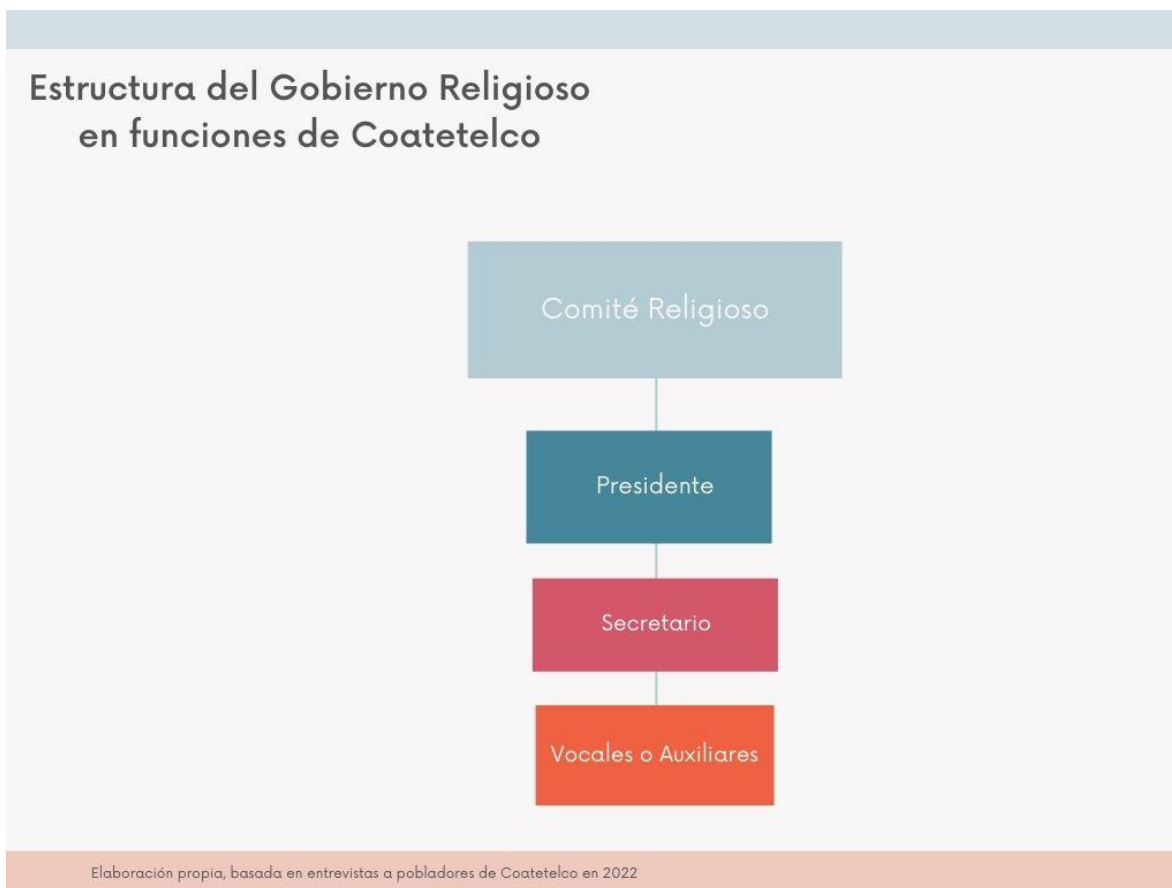 Estructura del Gobierno Religioso
en funciones de Coatetelco
Comité Religioso
Presidente
Secretario
Vocales o Auxiliares
Elaboración propia, basada en entrevistas a pobladores de Coatetelco en 2022